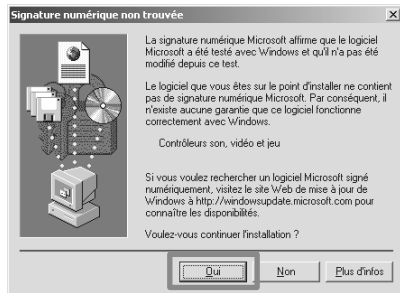 Signature numérique non trouvée
La signature numérique Microsoft affirme que le logiciel
Microsoft a été testé avec Windows et qu'il n'a pas été
modifié depuis ce test.
Le logiciel que vous êtes sur le point d'installer ne contient
pas de signature numérique Microsoft. Par conséquent, il
n'existe aucune garantie que ce logiciel fonctionne
correctement avec Windows.
Contrôleurs son, vidéo et jeu
Si vous voulez rechercher un logiciel Microsoft signé
numériquement, visitez le site Web de mise à jour de
Windows à http://windowsupdate.microsoft.com pour
connaître les disponibilités.
Voulez-vous continuer l'installation ?
Oui Non Plus d'infos